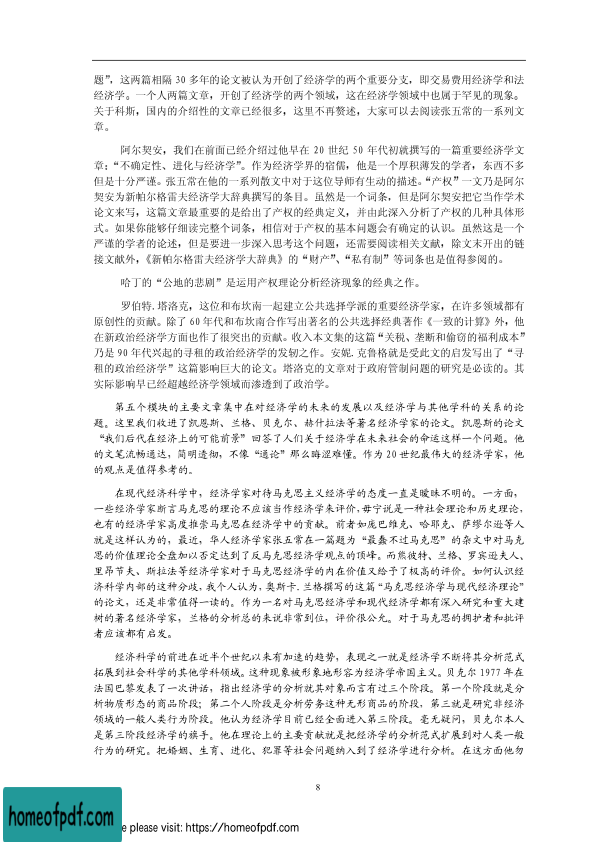 题”，这两篇相隔 30 多年的论文被认为开创了经济学的两个重要分支，即交易费用经济学和法
经济学。一个人两篇文章，开创了经济学的两个领域，这在经济学领域中也属于罕见的现象。
关于科斯，国内的介绍性的文章已经很多，这里不再赘述，大家可以去阅读张五常的一系列文
章。
阿尔契安，我们在前面已经介绍过他早在 20 世纪 50 年代初就撰写的一篇重要经济学文
章；“不确定性、进化与经济学”。作为经济学界的宿儒，他是一个厚积薄发的学者，东西不多
但是十分严谨。张五常在他的一系列散文中对于这位导师有生动的描述。“产权”一文乃是阿尔
契安为新帕尔格雷夫经济学大辞典撰写的条目。虽然是一个词条，但是阿尔契安把它当作学术
论文来写，这篇文章最重要的是给出了产权的经典定义，并由此深入分析了产权的几种具体形
式。如果你能够仔细读完整个词条，相信对于产权的基本问题会有确定的认识。虽然这是一个
严谨的学者的论述，但是要进一步深入思考这个问题，还需要阅读相关文献，除文末开出的链
接文献外，《新帕尔格雷夫经济学大辞典》的“财产”、“私有制”等词条也是值得参阅的。
哈丁的“公地的悲剧”是运用产权理论分析经济现象的经典之作。
罗伯特.塔洛克，这位和布坎南一起建立公共选择学派的重要经济学家，在许多领域都有
原创性的贡献。除了 60 年代和布坎南合作写出著名的公共选择经典著作《一致的计算》外，他
在新政治经济学方面也作了很突出的贡献。收入本文集的这篇“关税、垄断和偷窃的福利成本”
乃是 90 年代兴起的寻租的政治经济学的发轫之作。安妮.克鲁格就是受此文的启发写出了“寻
租的政治经济学”这篇影响巨大的论文。塔洛克的文章对于政府管制问题的研究是必读的。其
实际影响早已经超越经济学领域而渗透到了政治学。
第五个模块的主要文章集中在对经济学的未来的发展以及经济学与其他学科的关系的论
题。这里我们收进了凯恩斯、兰格、贝克尔、赫什拉法等著名经济学家的论文。凯恩斯的论文
“我们后代在经济上的可能前景”回答了人们关于经济学在未来社会的命运这样一个问题。他
的文笔流畅通达，简明透彻，不像“通论”那么晦涩难懂。作为 20 世纪最伟大的经济学家，他
的观点是值得参考的。
在现代经济科学中，经济学家对待马克思主义经济学的态度一直是暧昧不明的。一方面，
一些经济学家断言马克思的理论不应该当作经济学来评价，毋宁说是一种社会理论和历史理论，
也有的经济学家高度推崇马克思在经济学中的贡献。前者如庞巴维克、哈耶克、萨缪尔逊等人
就是这样认为的，最近，华人经济学家张五常在一篇题为“最蠢不过马克思”的杂文中对马克
思的价值理论全盘加以否定达到了反马克思经济学观点的顶峰。而熊彼特、兰格、罗宾逊夫人、
里昂节夫、斯拉法等经济学家对于马克思经济学的内在价值又给予了极高的评价。如何认识经
济科学内部的这种分歧，我个人认为，奥斯卡.兰格撰写的这篇“马克思经济学与现代经济理论”
的论文，还是非常值得一读的。作为一名对马克思经济学和现代经济学都有深入研究和重大建
树的著名经济学家，兰格的分析总的来说非常到位，评价很公允。对于马克思的拥护者和批评
者应该都有启发。
经济科学的前进在近半个世纪以来有加速的趋势，表现之一就是经济学不断将其分析范式
拓展到社会科学的其他学科领域。这种现象被形象地形容为经济学帝国主义。贝克尔 1977 年在
法国巴黎发表了一次讲话，指出经济学的分析就其对象而言有过三个阶段。第一个阶段就是分
析物质形态的商品阶段；第二个人阶段是分析劳务这种无形商品的阶段，第三就是研究非经济
领域的一般人类行为阶段。他认为经济学目前已经全面进入第三阶段。毫无疑问，贝克尔本人
是第三阶段经济学的旗手。他在理论上的主要贡献就是把经济学的分析范式扩展到对人类一般
行为的研究。把婚姻、生育、进化、犯罪等社会问题纳入到了经济学进行分析。在这方面他勿
8
homeofpdf.com
e please visit: https://homeofpdf.com